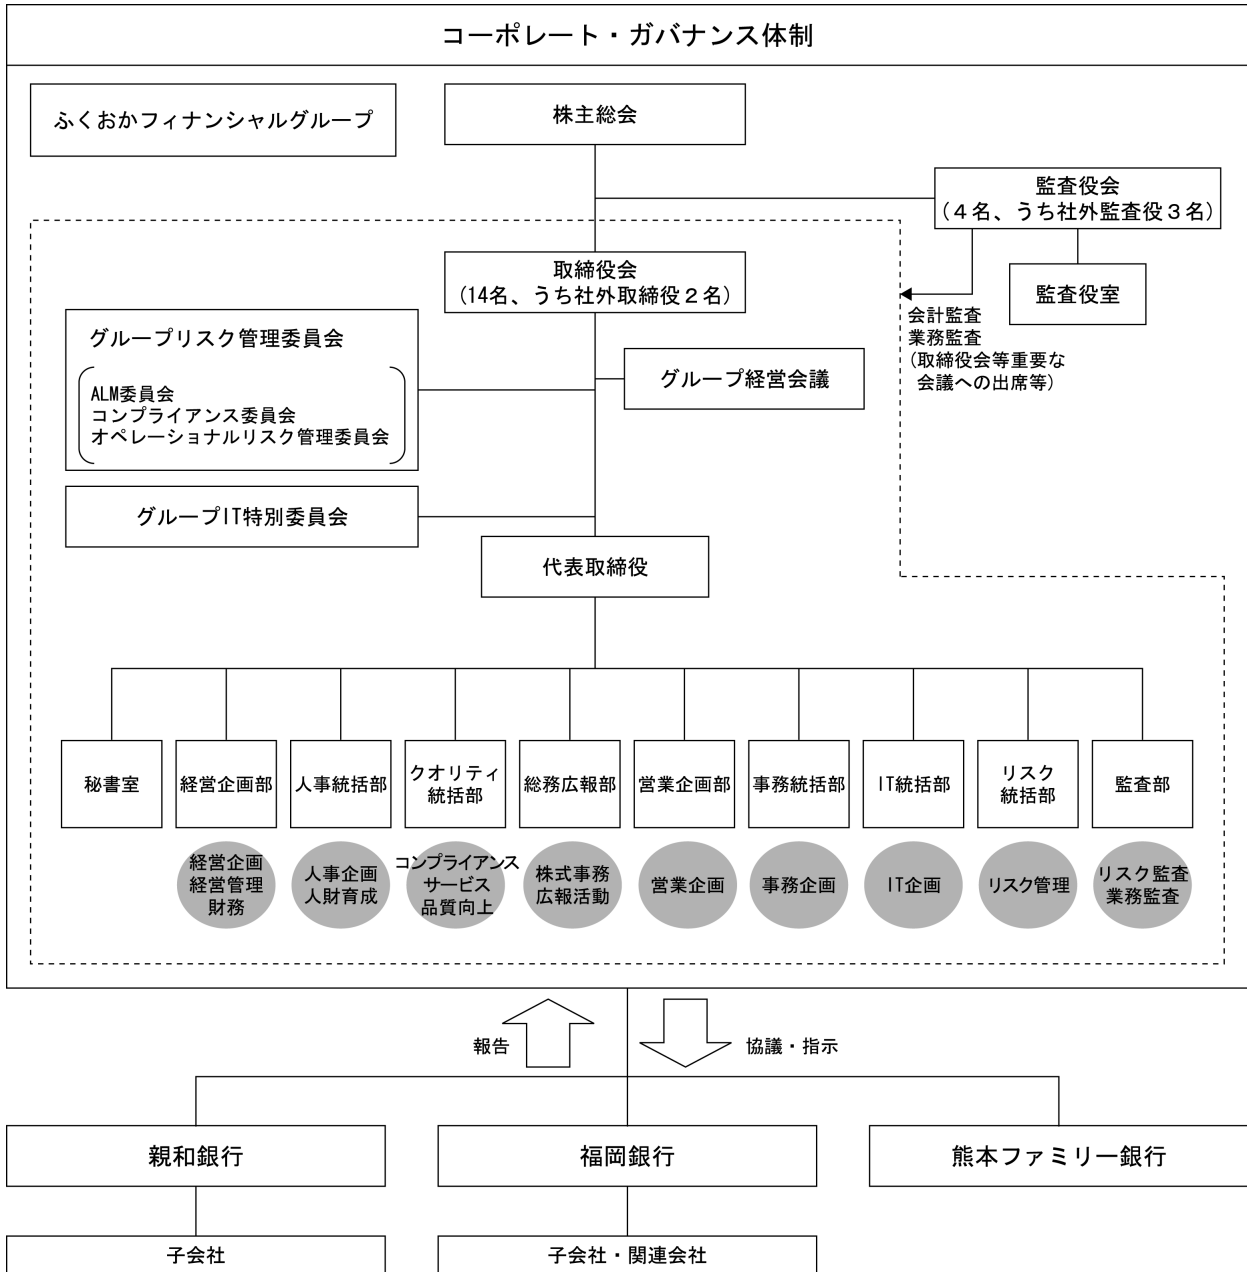 コーポレート・ガバナンス体制
ふくおかフィナンシャルグループ
株主総会
監査役会
(４名、うち社外監査役３名)
取締役会
(14名、うち社外取締役２名)
監査役室
会計監査
業務監査
(取締役会等重要な
会議への出席等)
グループリスク管理委員会
ALM委員会
コンプライアンス委員会
オペレーショナルリスク管理委員会
グループ経営会議
グループIT特別委員会
代表取締役
秘書室
経営企画部
人事統括部
クオリティ
統括部
総務広報部
営業企画部
事務統括部
IT統括部
リスク
統括部
監査部
経営企画
経営管理
財務
人事企画
人財育成
コンプライアンス
サービス
品質向上
株式事務
広報活動
営業企画
事務企画
IT企画
リスク管理
リスク監査
業務監査
報告
協議・指示
親和銀行
福岡銀行
熊本ファミリー銀行
子会社
子会社・関連会社